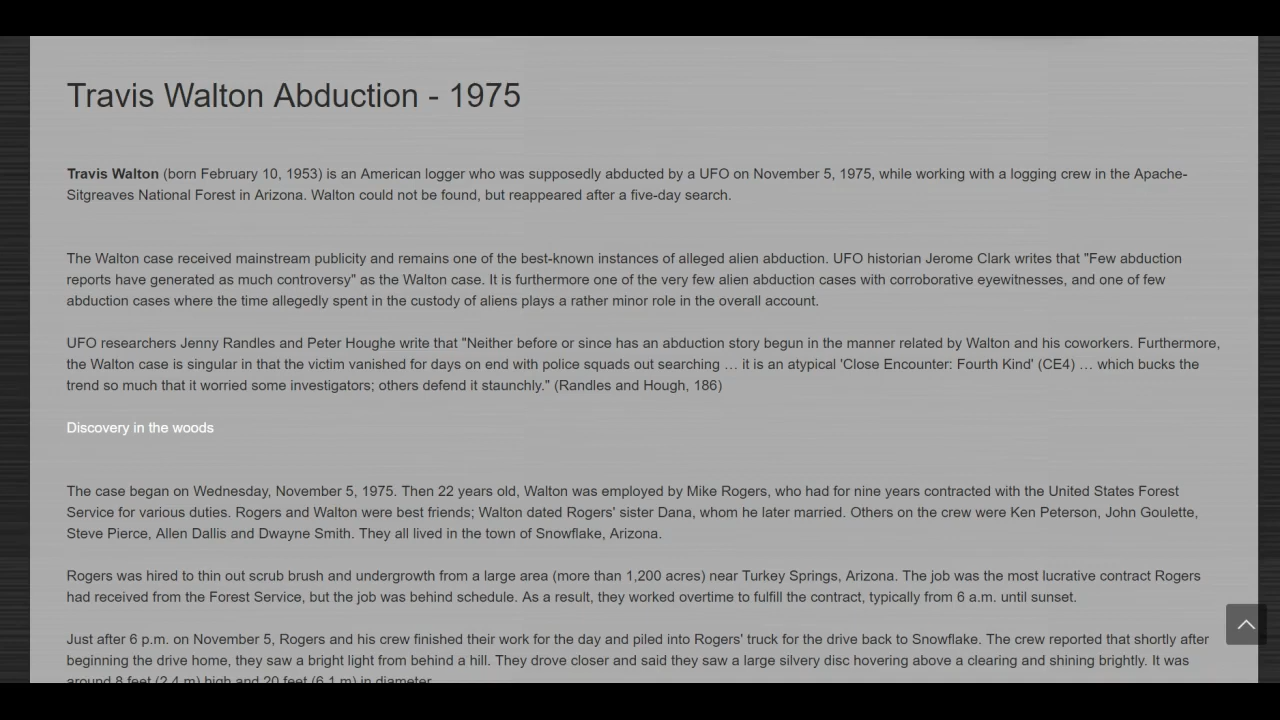 Travis Walton Abduction - 1975
Travis Walton (born February 10, 1953) is an American logger who was supposedly abducted by a UFO on November 5, 1975, while working with a logging crew in the Apache-
Sitgreaves National Forest in Arizona. Walton could not be found, but reappeared after a five-day search.
The Walton case received mainstream publicity and remains one of the best-known instances of alleged alien abduction. UFO historian Jerome Clark writes that "Few abduction
reports have generated as much controversy" as the Walton case. It is furthermore one of the very few alien abduction cases with corroborative eyewitnesses, and one of few
abduction cases where the time allegedly spent in the custody of aliens plays a rather minor role in the overall account.
UFO researchers Jenny Randles and Peter Houghe write that "Neither before or since has an abduction story begun in the manner related by Walton and his coworkers. Furthermore,
the Walton case is singular in that the victim vanished for days on end with police squads out searching … it is an atypical 'Close Encounter: Fourth Kind' (CE4) … which bucks the
trend so much that it worried some investigators; others defend it staunchly." (Randles and Hough, 186)
Discovery in the woods
The case began on Wednesday, November 5, 1975. Then 22 years old, Walton was employed by Mike Rogers, who had for nine years contracted with the United States Forest
Service for various duties. Rogers and Walton were best friends; Walton dated Rogers' sister Dana, whom he later married. Others on the crew were Ken Peterson, John Goulette,
Steve Pierce, Allen Dallis and Dwayne Smith. They all lived in the town of Snowflake, Arizona.
Rogers was hired to thin out scrub brush and undergrowth from a large area (more than 1,200 acres) near Turkey Springs, Arizona. The job was the most lucrative contract Rogers
had received from the Forest Service, but the job was behind schedule. As a result, they worked overtime to fulfill the contract, typically from 6 a.m. until sunset.
Just after 6 p.m. on November 5, Rogers and his crew finished their work for the day and piled into Rogers' truck for the drive back to Snowflake. The crew reported that shortly after
beginning the drive home, they saw a bright light from behind a hill. They drove closer and said they saw a large silvery disc hovering above a clearing and shining brightly. It was
around 8 feet (2.4 m) high and 20 feet (6.1 m) in diameter.